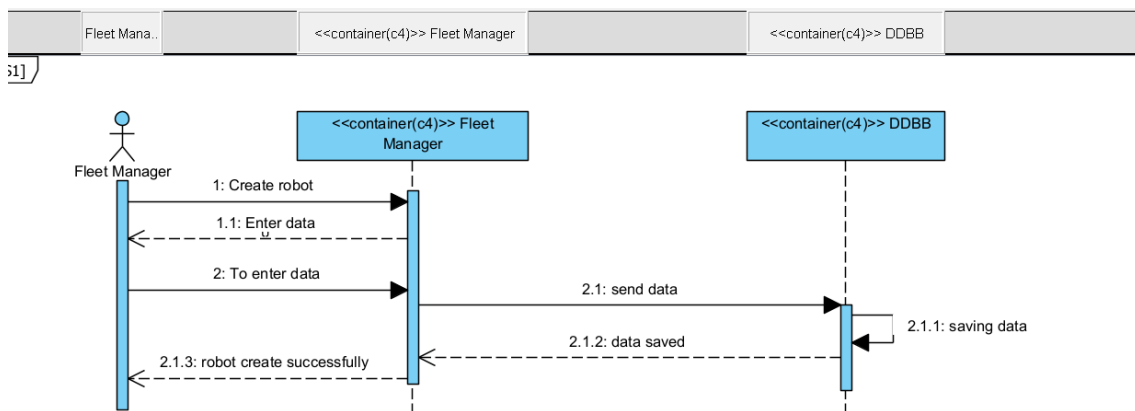 Fleet Mana..
<<container(c4)>> Fleet Manager
<<container(c4)>> DDBB
S1]
<<container(c4)>> Fleet
Manager
<<container(c4)>> DDBB
Fleet Manager
1: Create robot
1.1: Enter data
2: To enter data
2.1: send data
2.1.1: saving data
2.1.2: data saved
2.1.3: robot create successfully